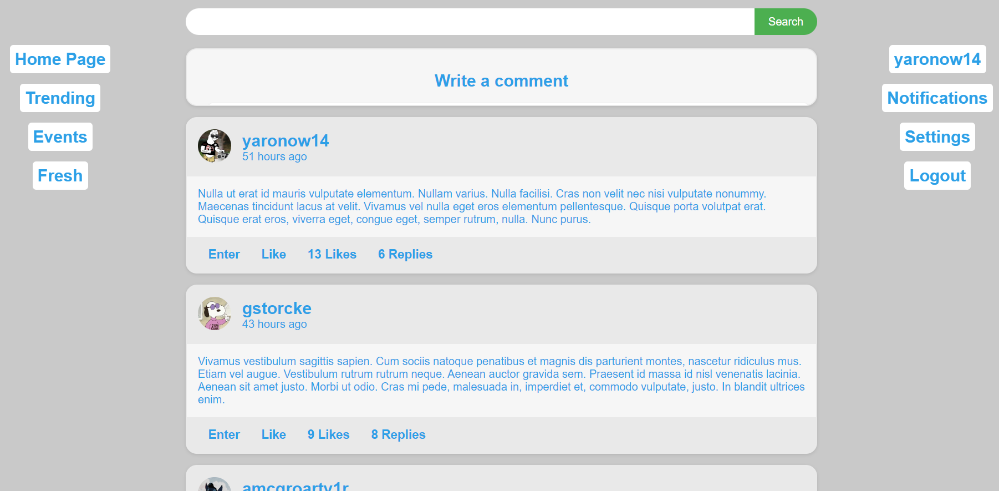 Search
Home Page
Trending
Events
Fresh
yaronow14
Notifications
Settings
Logout
Write a comment
yaronow14
51 hours ago
Nulla ut erat id mauris vulputate elementum. Nullam varius. Nulla facilisi. Cras non velit nec nisi vulputate nonummy.
Maecenas tincidunt lacus at velit. Vivamus vel nulla eget eros elementum pellentesque. Quisque porta volutpat erat.
Quisque erat eros, viverra eget, congue eget, semper rutrum, nulla. Nunc purus.
Enter Like 13 Likes 6 Replies
gstorcke
43 hours ago
JOE
COOL
Vivamus vestibulum sagittis sapien. Cum sociis natoque penatibus et magnis dis parturient montes, nascetur ridiculus mus.
Etiam vel augue. Vestibulum rutrum rutrum neque. Aenean auctor gravida sem. Praesent id massa id nisl venenatis lacinia.
Aenean sit amet justo. Morbi ut odio. Cras mi pede, malesuada in, imperdiet et, commodo vulputate, justo. In blandit ultrices
enim.
Enter Like 9 Likes 8 Replies
amcgroarty1r